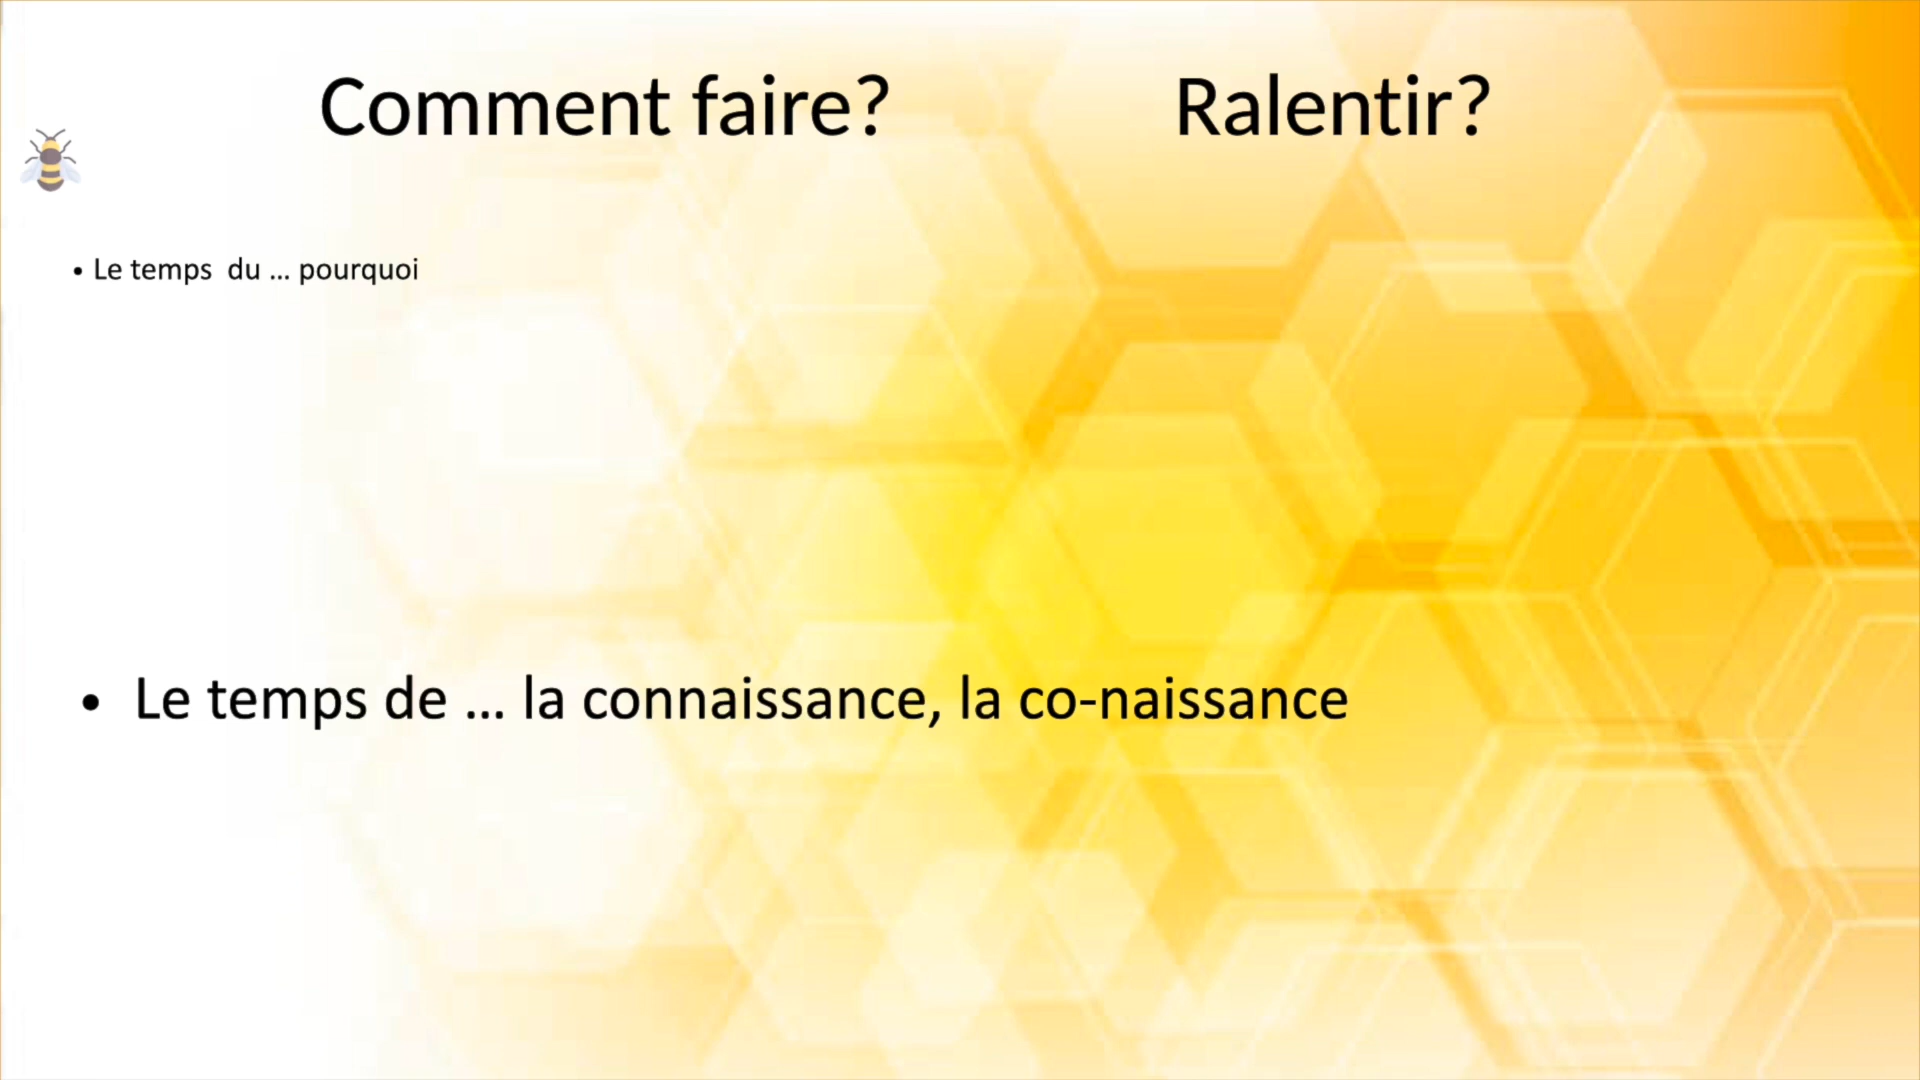 Comment faire? Ralentir?
• Le temps du ... pourquoi
• Le temps de ... la connaissance, la co-naissance